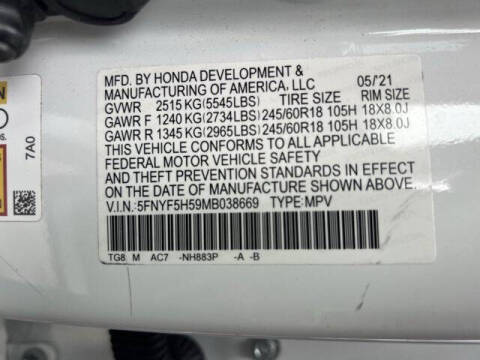 MFD. BY HONDA DEVELOPMENT & 05/'21
MANUFACTURING OF AMERICA, LLC
GVWR 2515 KG(5545LBS) TIRE SIZE RIM SIZE
GAWR F 1240 KG(2734LBS) 245/60R18 105H 18X8.0J
GAWR R 1345 KG(2965LBS) 245/60R18 105H 18X8.0J
THIS VEHICLE CONFORMS TO ALL APPLICABLE
FEDERAL MOTOR VEHICLE SAFETY
AND THEFT PREVENTION STANDARDS IN EFFECT
ON THE DATE OF MANUFACTURE SHOWN ABOVE.
V.I.N.:5FNYF5H59MB038669 TYPE:MPV
TG8 M AC7 -NH883P -A -B
7A0